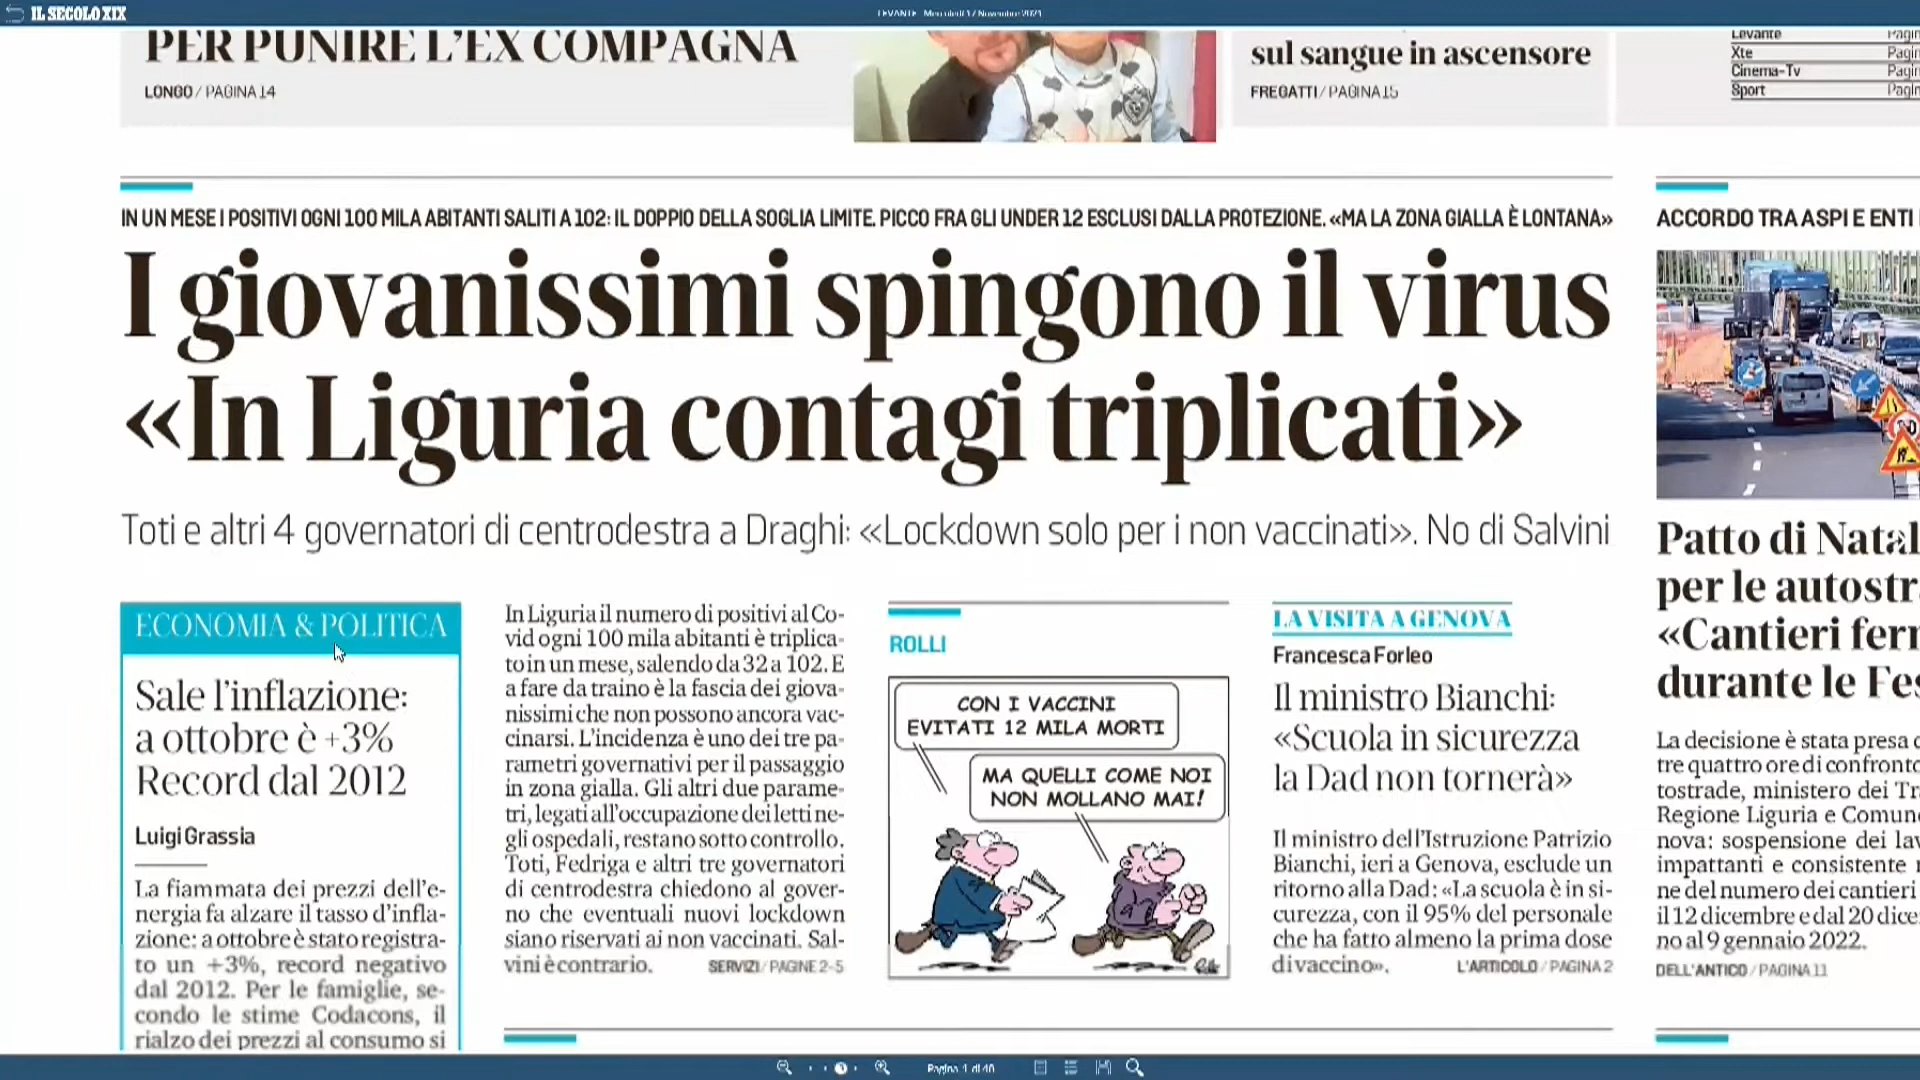 IL SECOLO XIX
LEVANTE Mercoledì 17 Novembre 2021
PER PUNIRE L'EX COMPAGNA
LONGO / PAGINA 14
sul sangue in ascensore
FREGATTI / PAGINA 15
Levante Pagin
Xte Pagin
Cinema-Tv Pagin
Sport Pagin
IN UN MESE I POSITIVI OGNI 100 MILA ABITANTI SALITI A 102: IL DOPPIO DELLA SOGLIA LIMITE. PICCO FRA GLI UNDER 12 ESCLUSI DALLA PROTEZIONE. «MA LA ZONA GIALLA È LONTANA»
I giovanissimi spingono il virus
«In Liguria contagi triplicati»
Toti e altri 4 governatori di centrodestra a Draghi: «Lockdown solo per i non vaccinati». No di Salvini
ECONOMIA & POLITICA
Sale l'inflazione:
a ottobre è +3%
Record dal 2012
Luigi Grassia
La fiammata dei prezzi dell'e-
nergia fa alzare il tasso d'infla-
zione: a ottobre è stato registra-
to un +3%, record negativo
dal 2012. Per le famiglie, se-
condo le stime Codacons, il
rialzo dei prezzi al consumo si
In Liguria il numero di positivi al Co-
vid ogni 100 mila abitanti è triplica-
to in un mese, salendo da 32 a 102. E
a fare da traino è la fascia dei giova-
nissimi che non possono ancora vac-
cinarsi. L'incidenza è uno dei tre pa-
rametri governativi per il passaggio
in zona gialla. Gli altri due parame-
tri, legati all'occupazione dei letti ne-
gli ospedali, restano sotto controllo.
Toti, Fedriga e altri tre governatori
di centrodestra chiedono al gover-
no che eventuali nuovi lockdown
siano riservati ai non vaccinati. Sal-
vini è contrario. SERVIZI / PAGINE 2-5
ROLLI
CON I VACCINI
EVITATI 12 MILA MORTI
MA QUELLI COME NOI
NON MOLLANO MAI!
LA VISITA A GENOVA
Francesca Forleo
Il ministro Bianchi:
«Scuola in sicurezza
la Dad non tornerà»
Il ministro dell'Istruzione Patrizio
Bianchi, ieri a Genova, esclude un
ritorno alla Dad: «La scuola è in si-
curezza, con il 95% del personale
che ha fatto almeno la prima dose
di vaccino». L'ARTICOLO / PAGINA 2
ACCORDO TRA ASPI E ENTI
Patto di Natal
per le autostr
«Cantieri ferm
durante le Fes
La decisione è stata presa
tre quattro ore di confronto
tostrade, ministero dei Tr
Regione Liguria e Comun
nova: sospensione dei lav
impattanti e consistente
ne del numero dei cantieri
il 12 dicembre e dal 20 dice
no al 9 gennaio 2022.
DELL'ANTICO / PAGINA 11
Pagina 1 di 40